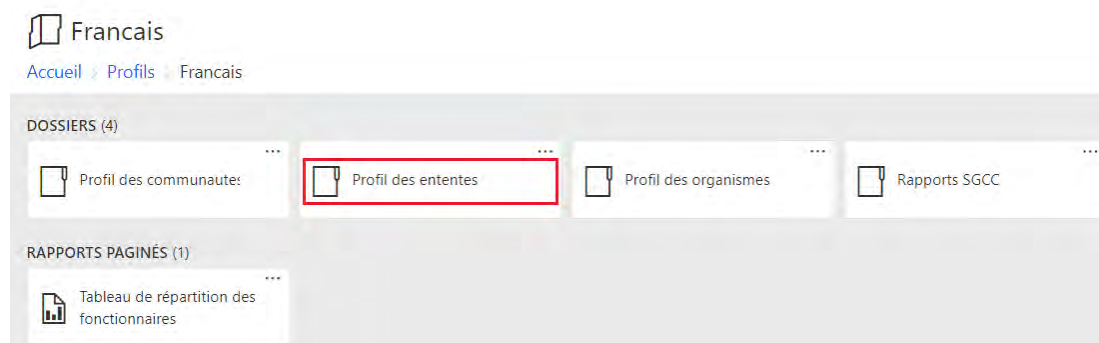 Francais
Accueil Profils Francais
DOSSIERS (4)
Profil des communautes
Profil des ententes
Profil des organismes
Rapports SGCC
RAPPORTS PAGINÉS (1)
Tableau de répartition des
fonctionnaires